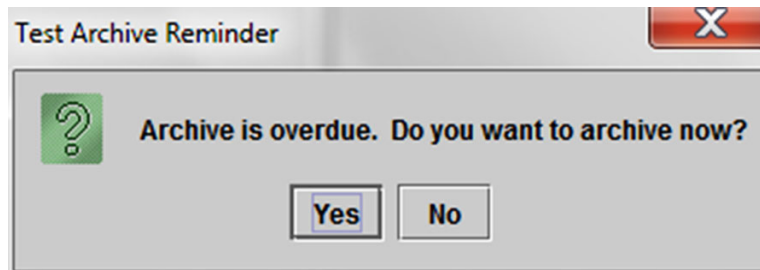 Test Archive Reminder
Archive is overdue.  Do you want to archive now?
Yes No